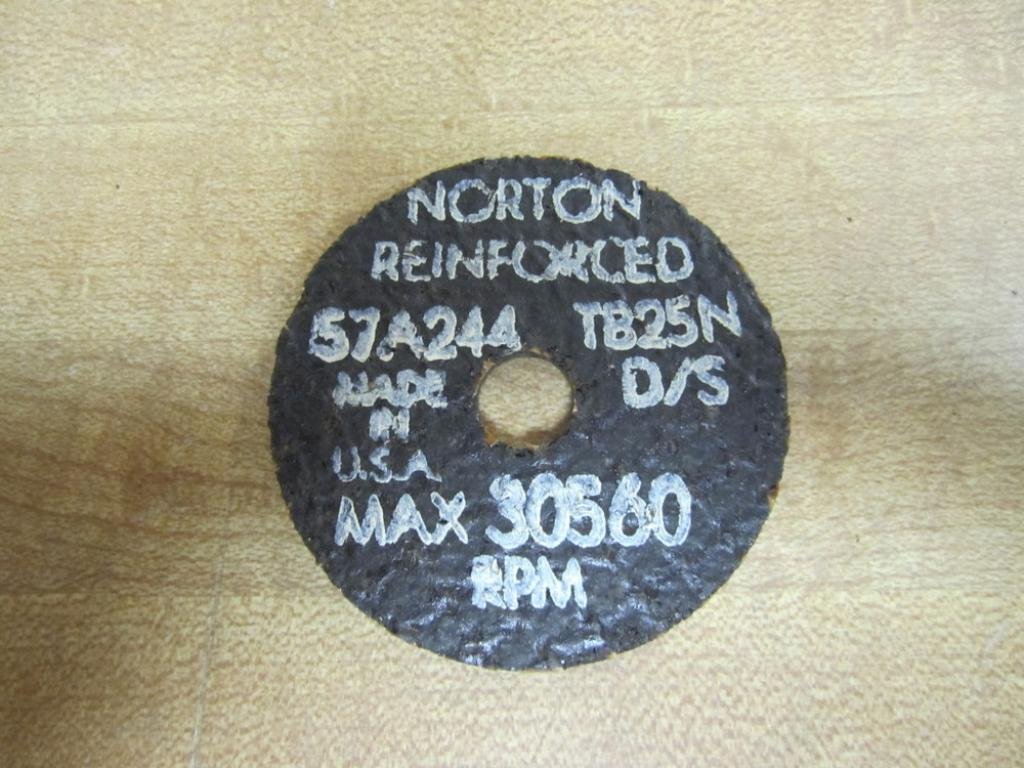 NORTON
REINFORCED
57A244 TB25N
MADE D/S
IN
U.S.A.
MAX 30560
RPM